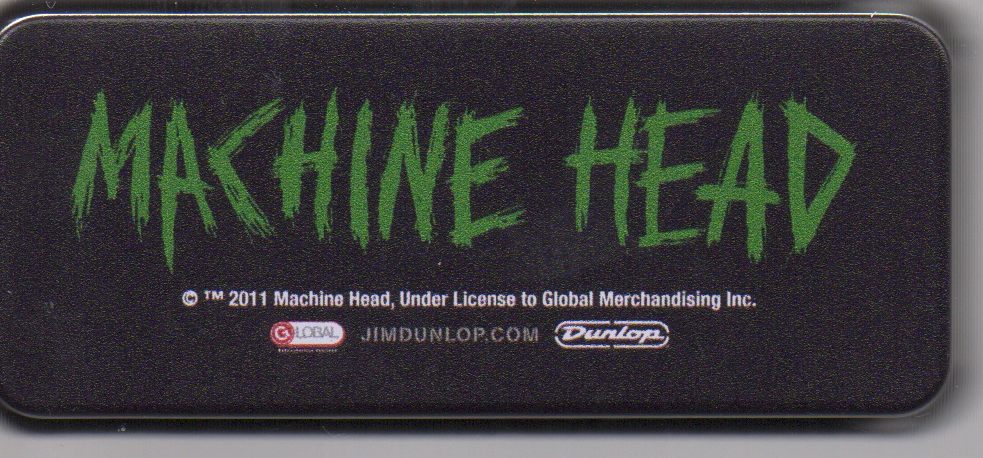 MACHINE HEAD
© ™ 2011 Machine Head, Under License to Global Merchandising Inc.
GLOBAL JIMDUNLOP.COM Dunlop